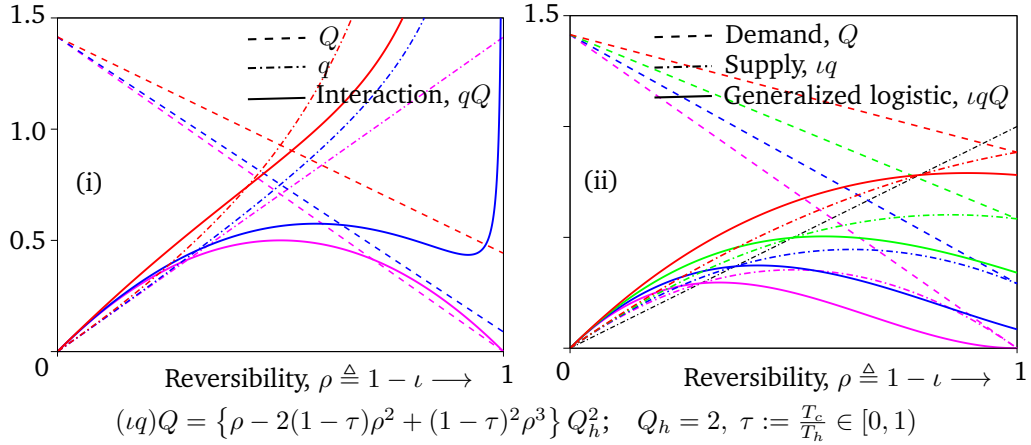 1.5
1.0
0.5
0
(i)
Q
q
Interaction, qQ
0
1
Reversibility, ρ ≜ 1 − ι ⟶
1.5
(ii)
Demand, Q
Supply, ιq
Generalized logistic, ιqQ
0
1
Reversibility, ρ ≜ 1 − ι ⟶
(ιq)Q = {ρ − 2(1 − τ)ρ² + (1 − τ)²ρ³} Q_h²; Q_h = 2, τ := T_c/T_h ∈ [0, 1)